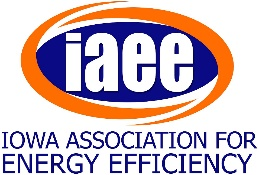 iaee
IOWA ASSOCIATION FOR
ENERGY EFFICIENCY